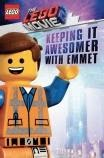 LEGO
THE
LEGO
MOVIE
2
KEEPING IT
AWESOMER
WITH EMMET